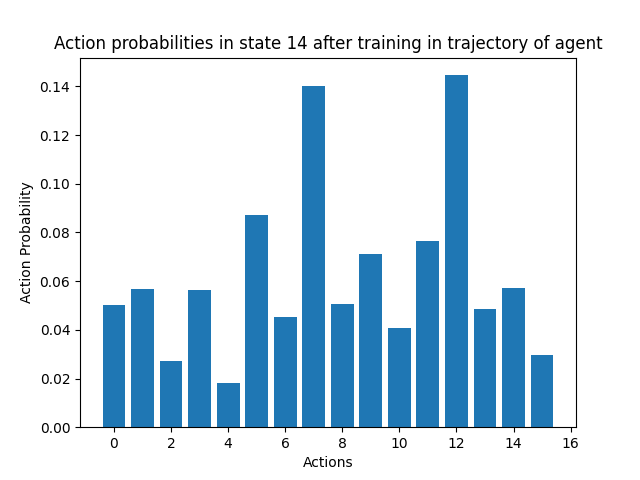 Action probabilities in state 14 after training in trajectory of agent
0.14
0.12
0.10
0.08
0.06
0.04
0.02
0.00
Action Probability
0 2 4 6 8 10 12 14 16
Actions